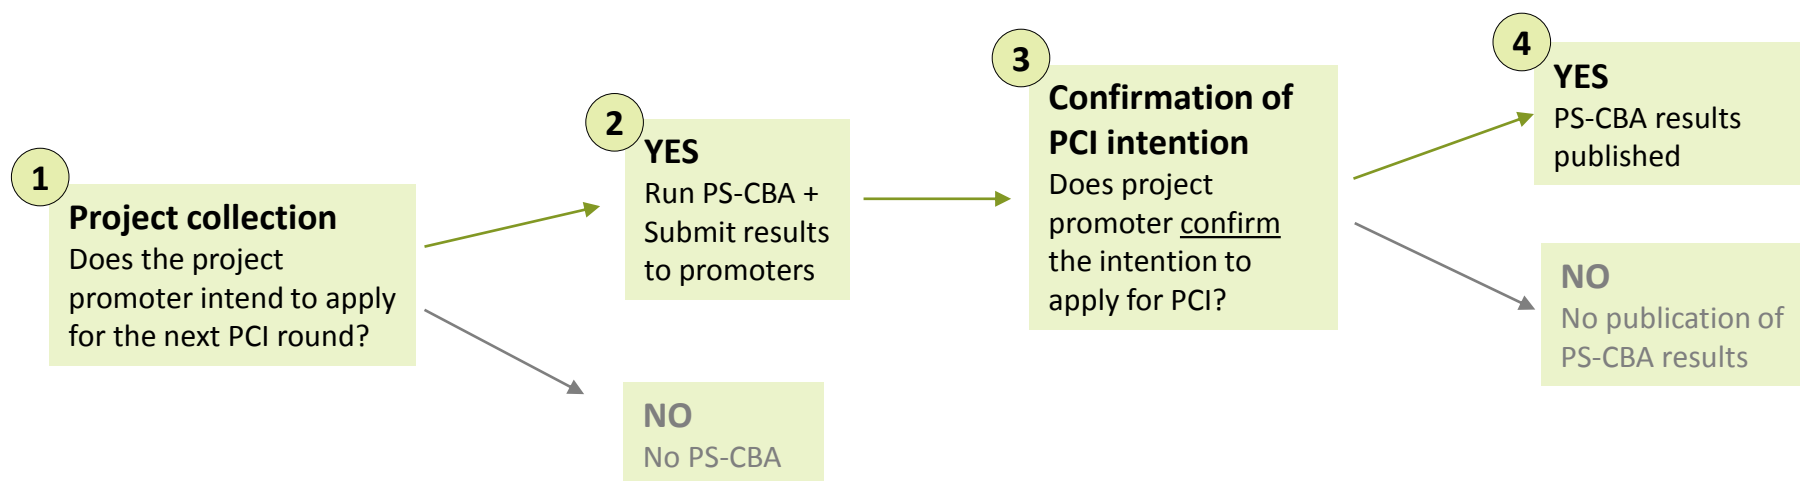 1
Project collection
Does the project
promoter intend to apply
for the next PCI round?
2
YES
Run PS-CBA +
Submit results
to promoters
NO
No PS-CBA
3
Confirmation of
PCI intention
Does project
promoter confirm
the intention to
apply for PCI?
4
YES
PS-CBA results
published
NO
No publication of
PS-CBA results